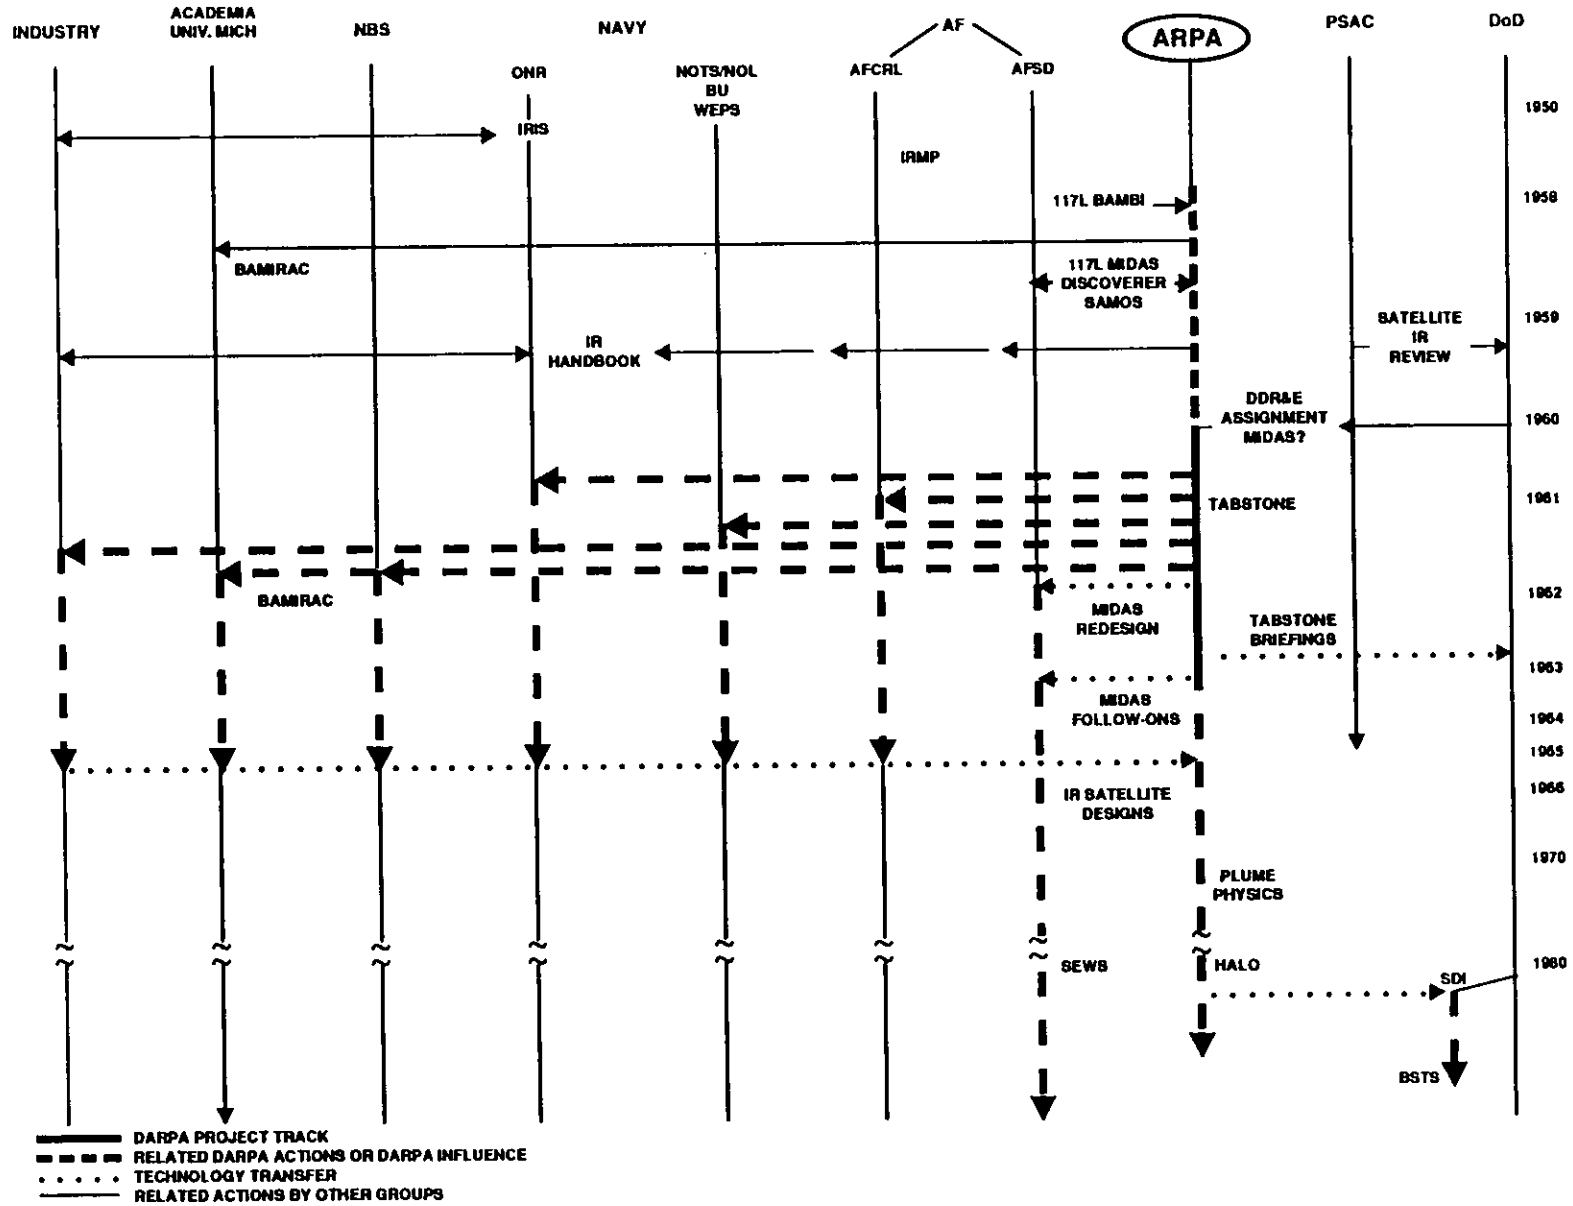 INDUSTRY
ACADEMIA
UNIV. MICH
NBS
NAVY
AF
ARPA
PSAC
DoD
ONR
NOTS/NOL
BU
WEPS
AFCRL
AFSD
1950
IRIS
IRMP
117L BAMBI
1958
BAMIRAC
117L MIDAS
DISCOVERER
SAMOS
1959
SATELLITE
IR
REVIEW
IR
HANDBOOK
DDR&E
ASSIGNMENT
MIDAS?
1960
1961
TABSTONE
BAMIRAC
1962
MIDAS
REDESIGN
TABSTONE
BRIEFINGS
1963
MIDAS
FOLLOW-ONS
1964
1965
1966
IR SATELLITE
DESIGNS
1970
PLUME
PHYSICS
SEWS
HALO
1980
SDI
BSTS
DARPA PROJECT TRACK
RELATED DARPA ACTIONS OR DARPA INFLUENCE
TECHNOLOGY TRANSFER
RELATED ACTIONS BY OTHER GROUPS